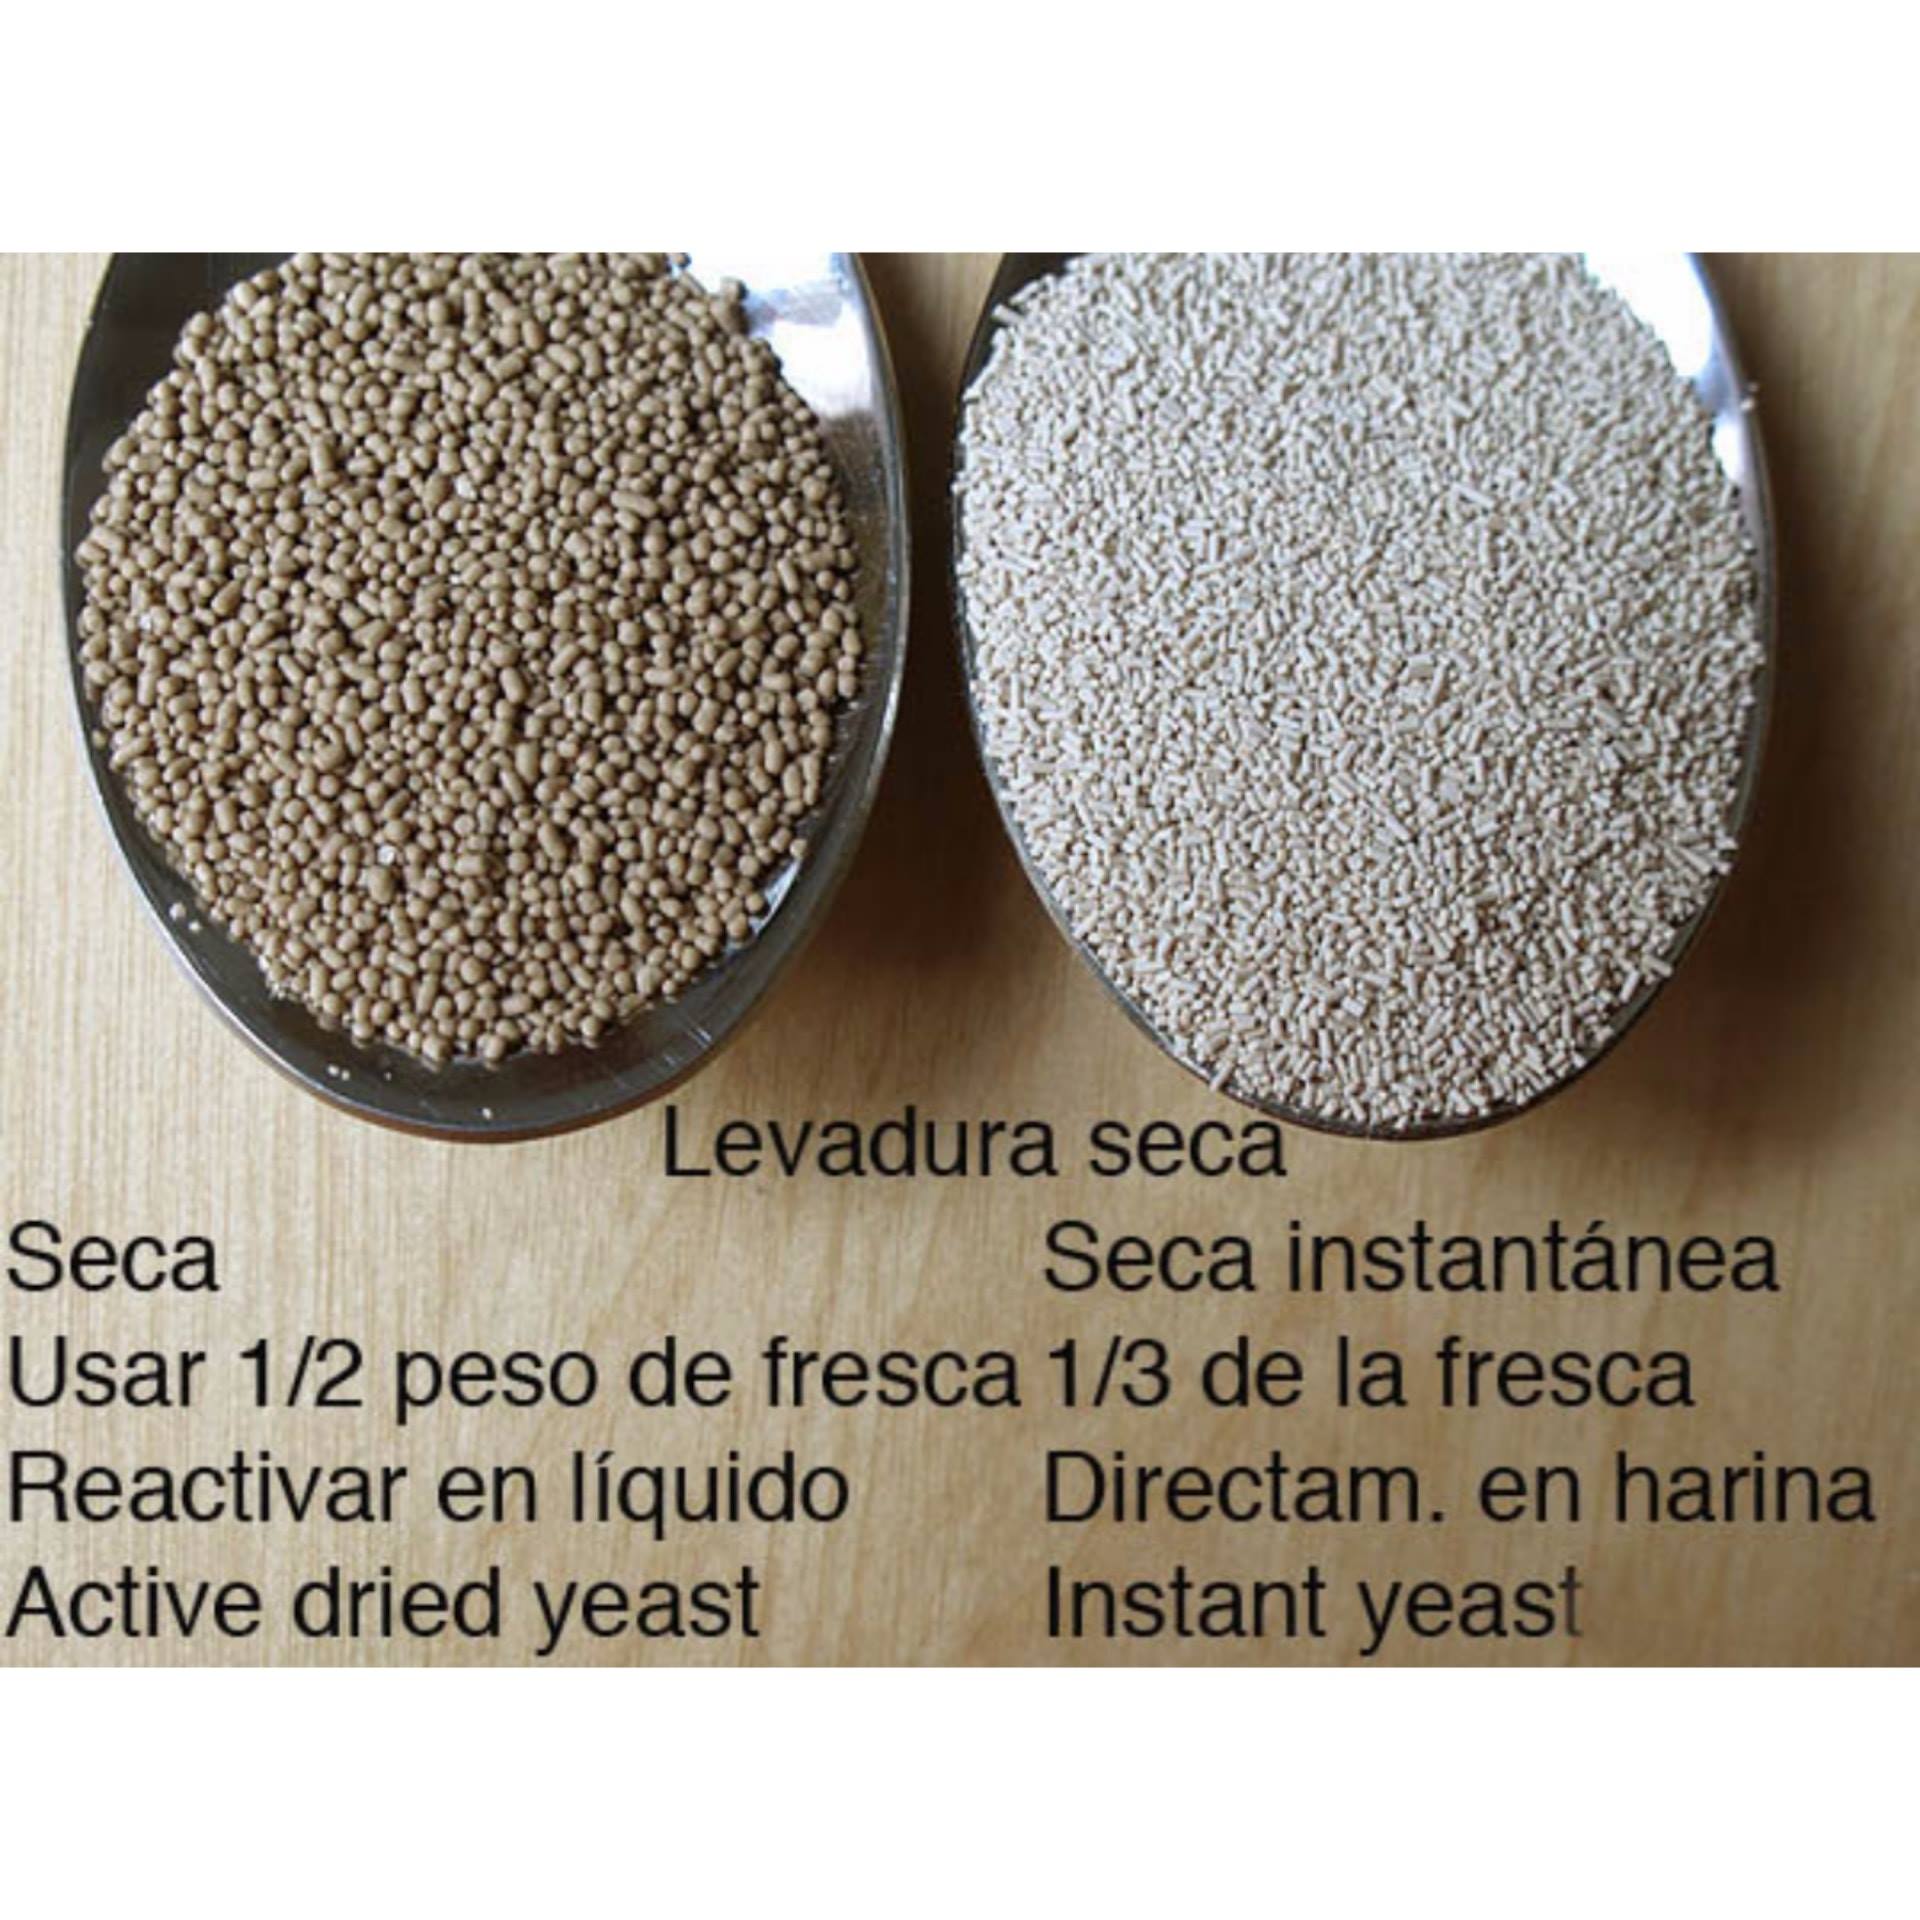 Levadura seca
Seca
Usar 1/2 peso de fresca
Reactivar en líquido
Active dried yeast
Seca instantánea
1/3 de la fresca
Directam. en harina
Instant yeast